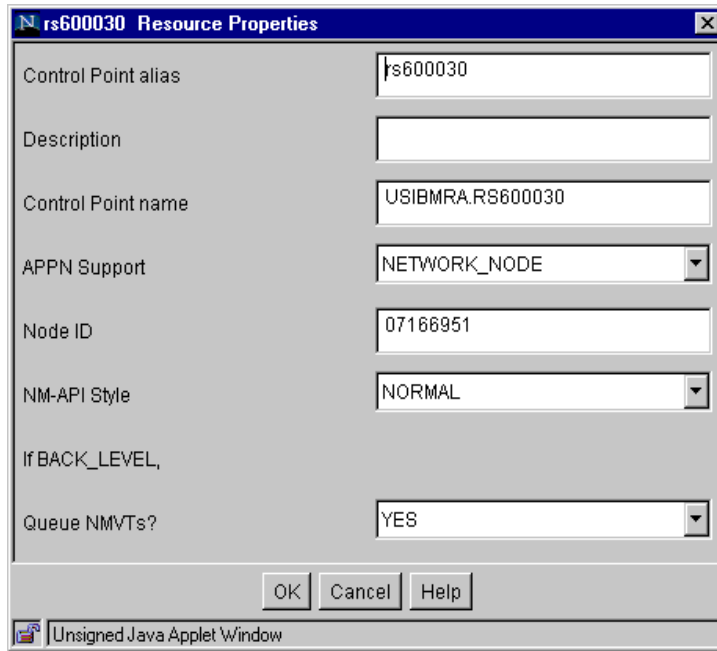 rs600030 Resource Properties
Control Point alias rs600030
Description
Control Point name USIBMRA.RS600030
APPN Support NETWORK_NODE
Node ID 07166951
NM-API Style NORMAL
If BACK_LEVEL,
Queue NMVTs? YES
OK Cancel Help
Unsigned Java Applet Window